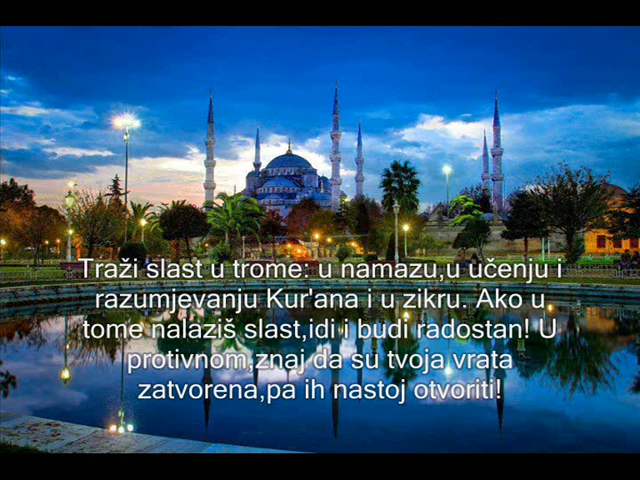 Traži slast u trome: u namazu,u učenju i
razumjevanju Kur'ana i u zikru. Ako u
tome nalaziš slast,idi i budi radostan! U
protivnom,znaj da su tvoja vrata
zatvorena,pa ih nastoj otvoriti!